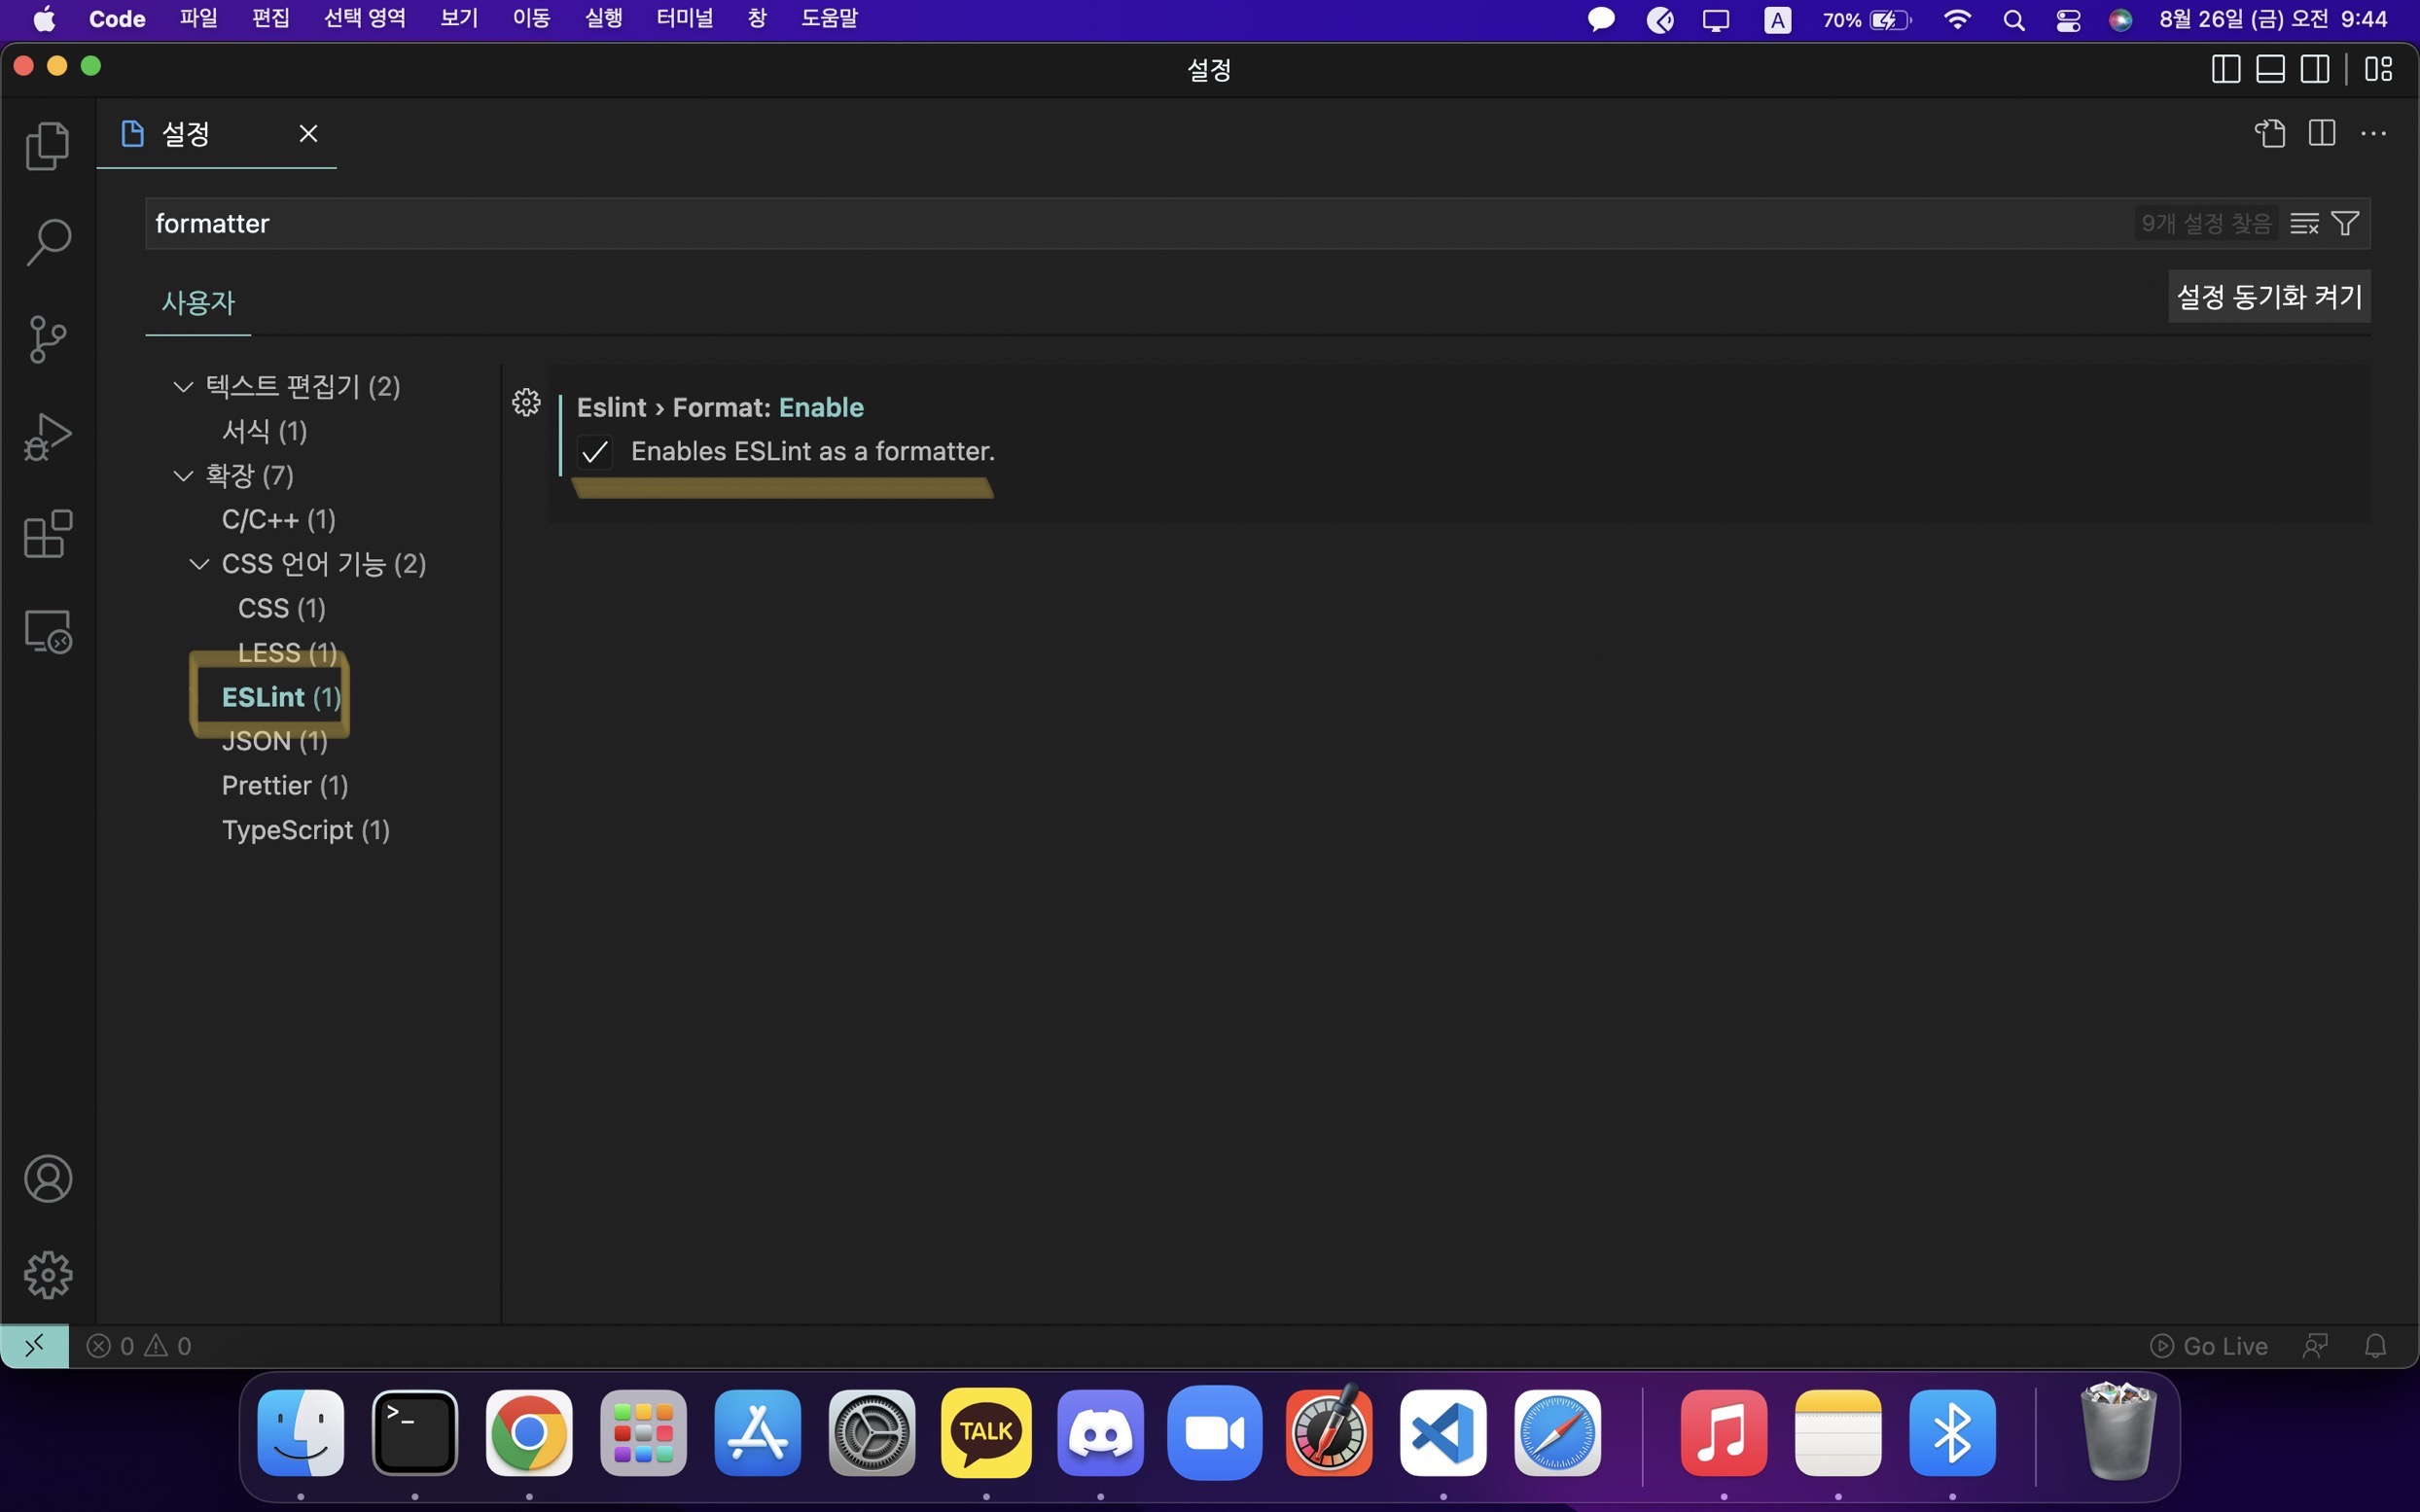 Code 파일 편집 선택 영역 보기 이동 실행 터미널 창 도움말 A 70% 8월 26일 (금) 오전 9:44
설정
설정
formatter 9개 설정 찾음
사용자 설정 동기화 켜기
텍스트 편집기 (2)
서식 (1)
확장 (7)
C/C++ (1)
CSS 언어 기능 (2)
CSS (1)
LESS (1)
ESLint (1)
JSON (1)
Prettier (1)
TypeScript (1)
Eslint › Format: Enable
Enables ESLint as a formatter.
0 0 Go Live
>_ TALK